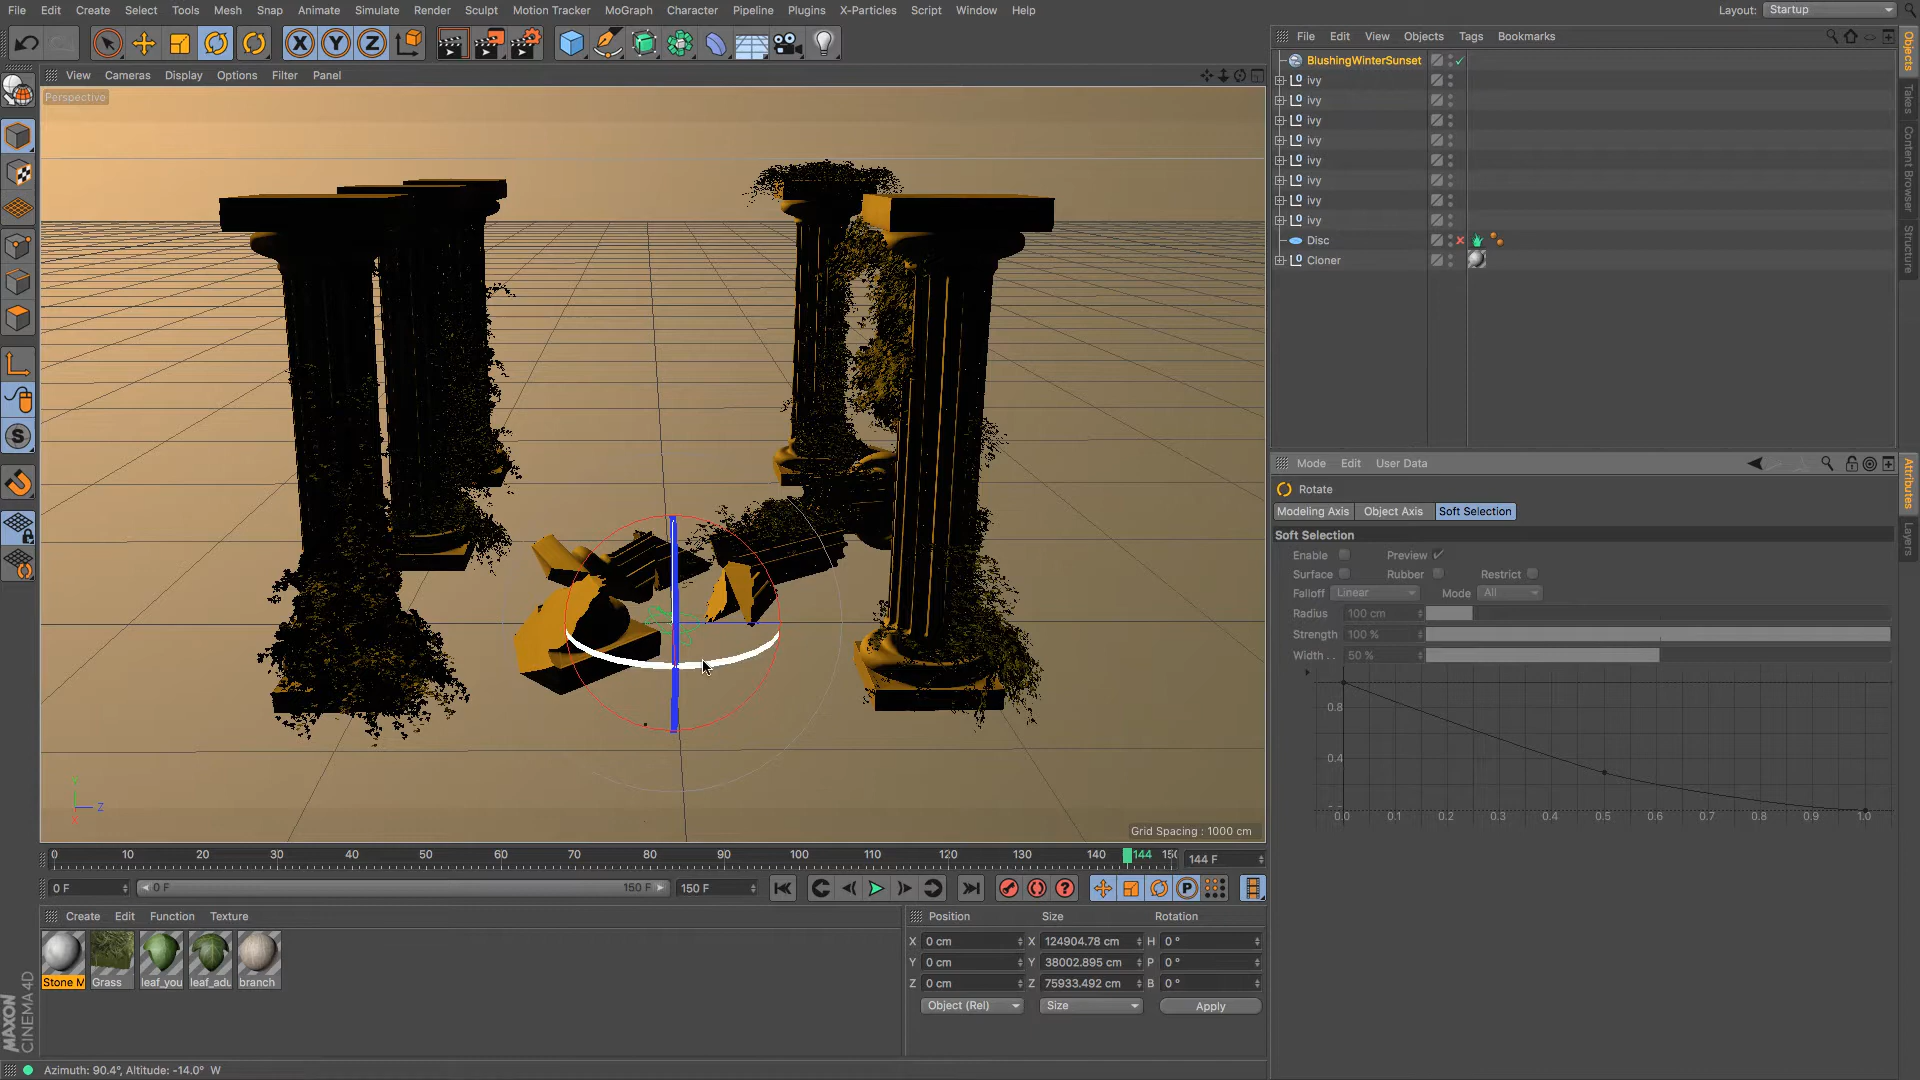 File Edit Create Select Tools Mesh Snap Animate Simulate Render Sculpt Motion Tracker MoGraph Character Pipeline Plugins X-Particles Script Window Help
Layout: Startup
X Y Z
File Edit View Objects Tags Bookmarks
View Cameras Display Options Filter Panel
Perspective
BlushingWinterSunset
ivy
ivy
ivy
ivy
ivy
ivy
ivy
ivy
Disc
Cloner
Objects
Takes
Content Browser
Structure
Mode Edit User Data
Rotate
Modeling Axis Object Axis Soft Selection
Soft Selection
Enable Preview
Surface Rubber Restrict
Falloff Linear Mode All
Radius 100 cm
Strength 100 %
Width . . 50 %
0.8
0.4
0.0 0.1 0.2 0.3 0.4 0.5 0.6 0.7 0.8 0.9 1.0
Attributes
Layers
Z
Grid Spacing : 1000 cm
0 10 20 30 40 50 60 70 80 90 100 110 120 130 140 144 150
144 F
0 F 0 F 150 F 150 F
Create Edit Function Texture
Stone M Grass leaf_you leaf_adu branch
Position Size Rotation
X 0 cm X 124904.78 cm H 0 °
Y 0 cm Y 38002.895 cm P 0 °
Z 0 cm Z 75933.492 cm B 0 °
Object (Rel) Size Apply
MAXON
CINEMA 4D
Azimuth: 90.4°, Altitude: -14.0° W